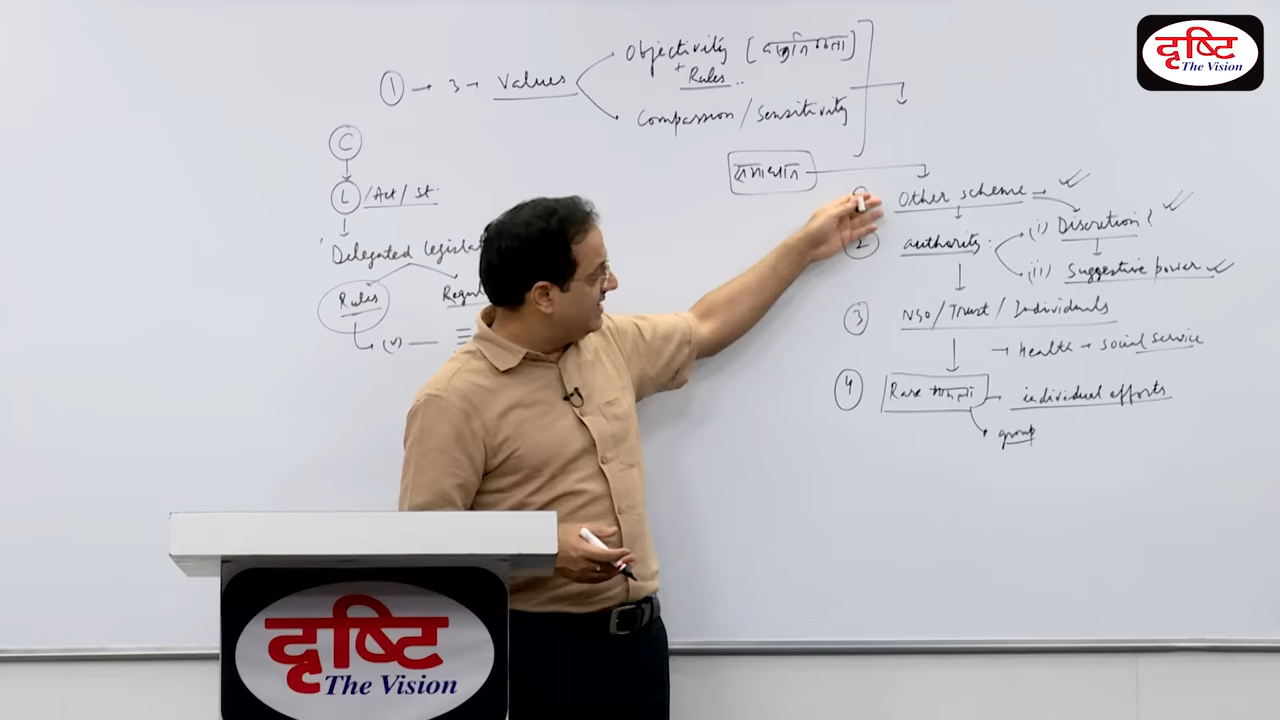 दृष्टि
The Vision
① → 3 → Values
Objectivity [वस्तुनिष्ठता]
+
Rules ..
Compassion / Sensitivity
C
L /Act/ St.
Delegated legislat
Rules
Regul
(v) —
समाधान
Other scheme
2 authority: (i) Discretion?
(ii) Suggestive power
3 NGO/Trust/Individuals
→ Health → social service
4 Rare मामला → individual efforts
group
दृष्टि
The Vision